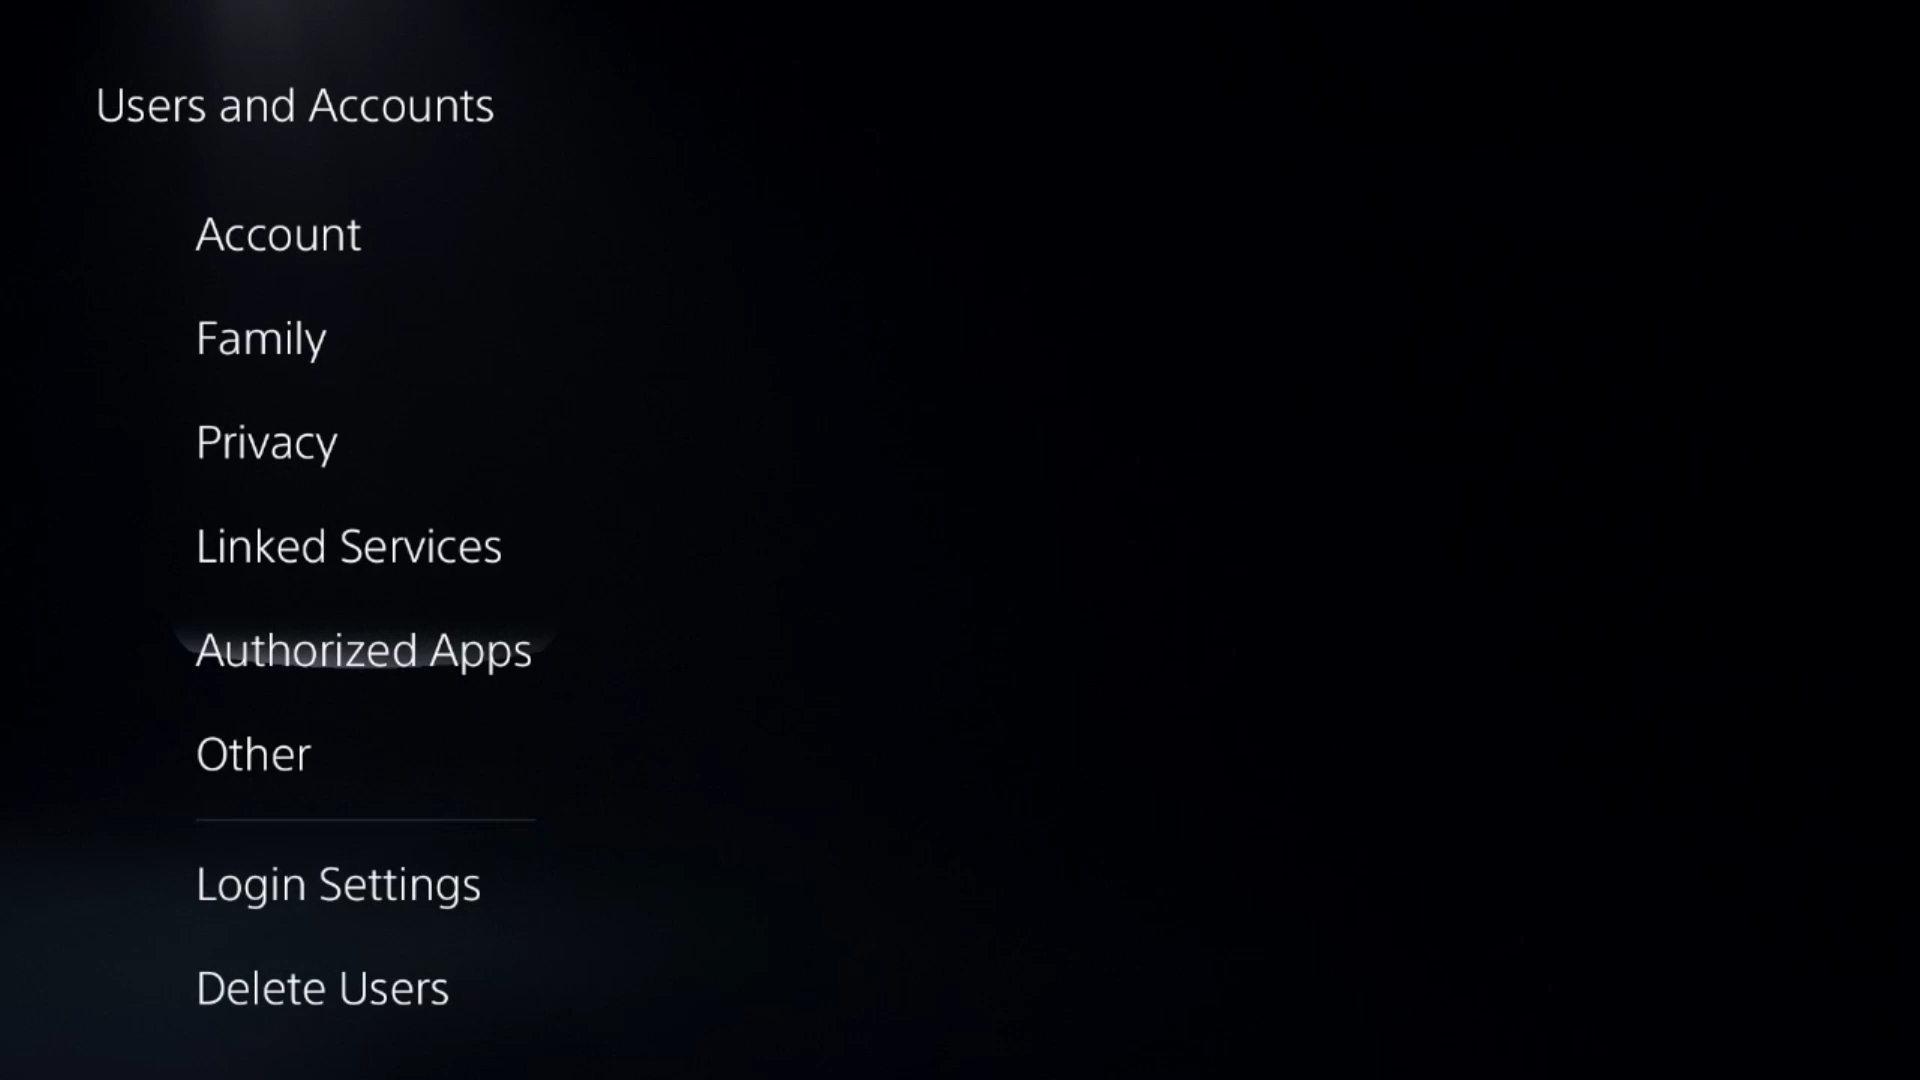 Users and Accounts
Account
Family
Privacy
Linked Services
Authorized Apps
Other
Login Settings
Delete Users